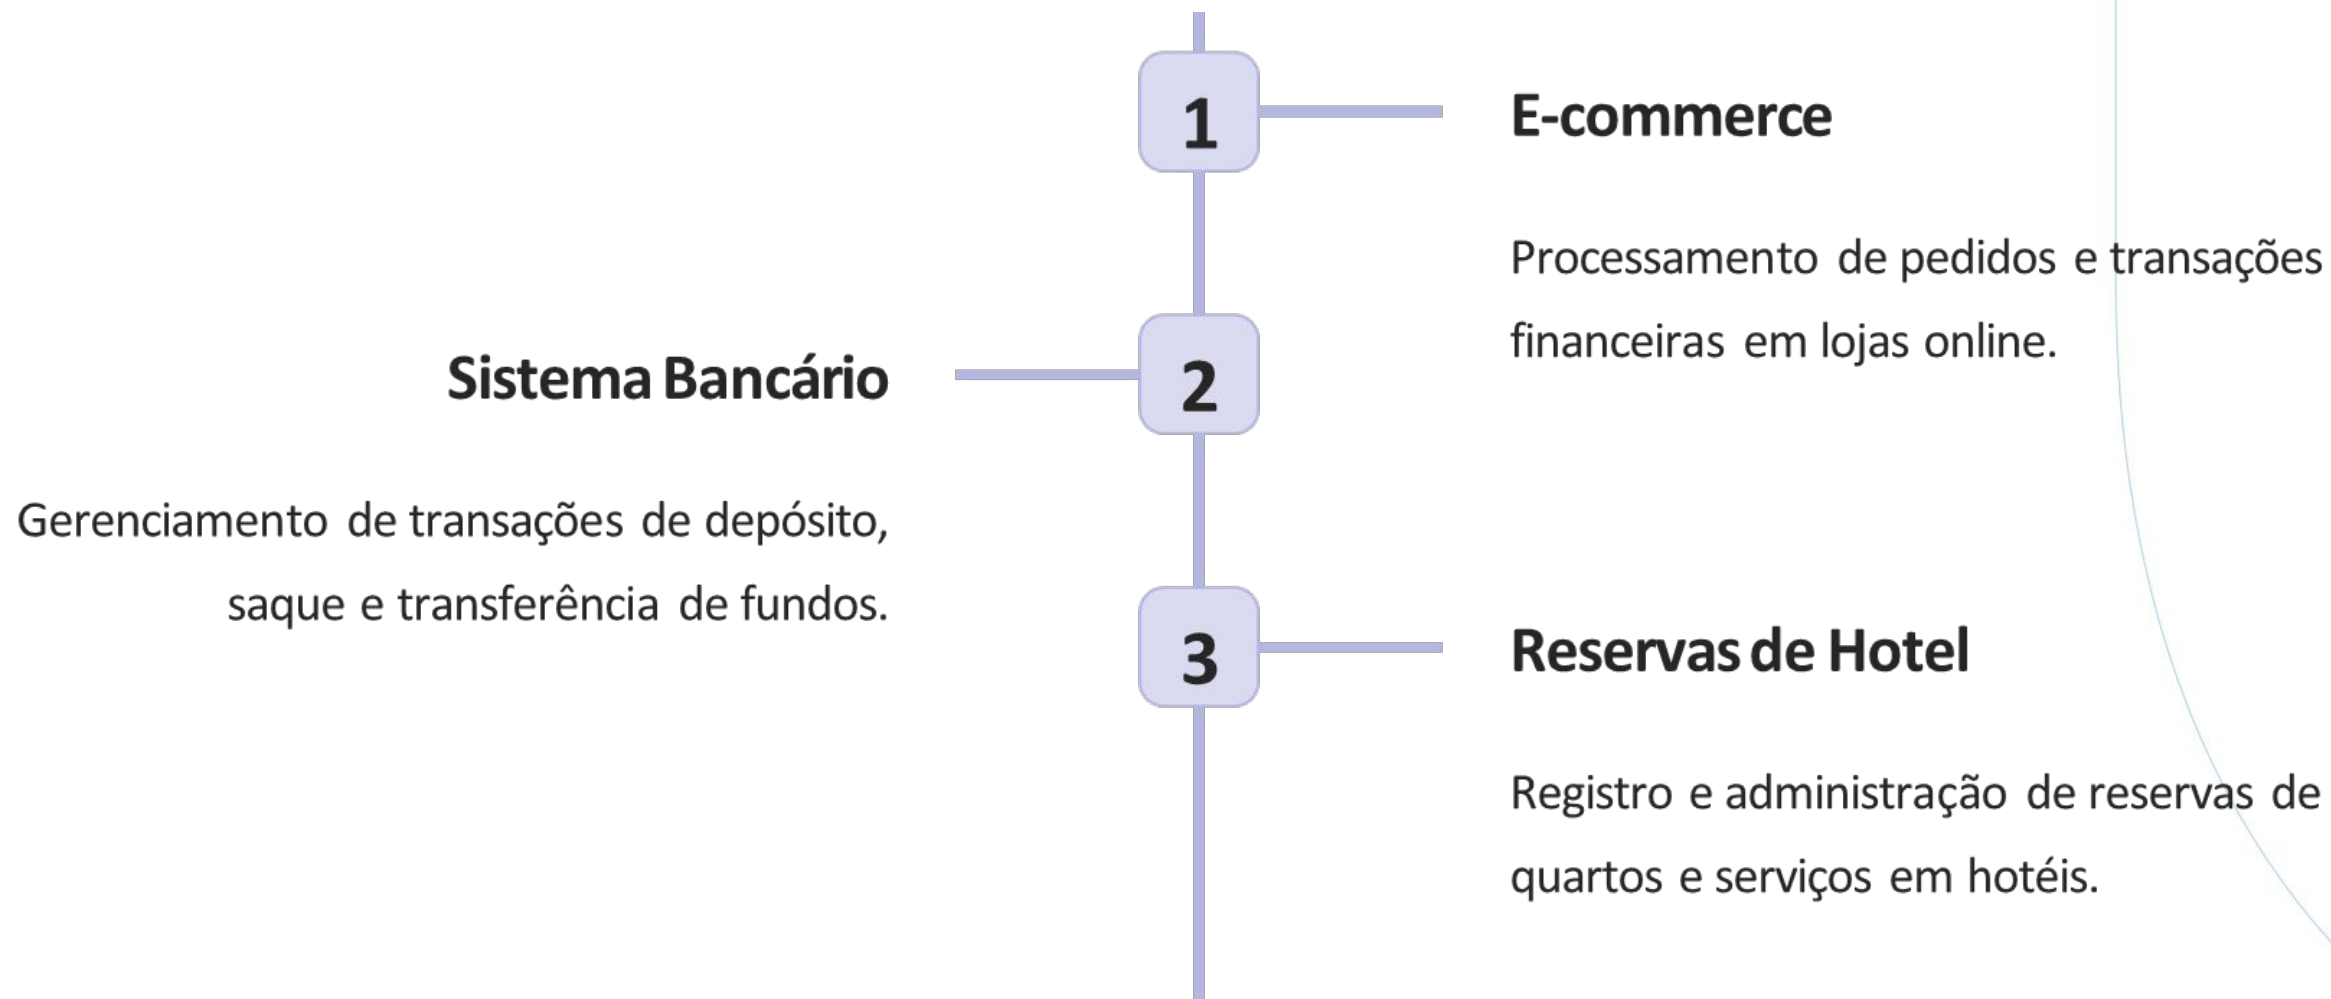 1
E-commerce
Processamento de pedidos e transações
financeiras em lojas online.
2
Sistema Bancário
Gerenciamento de transações de depósito,
saque e transferência de fundos.
3
Reservas de Hotel
Registro e administração de reservas de
quartos e serviços em hotéis.